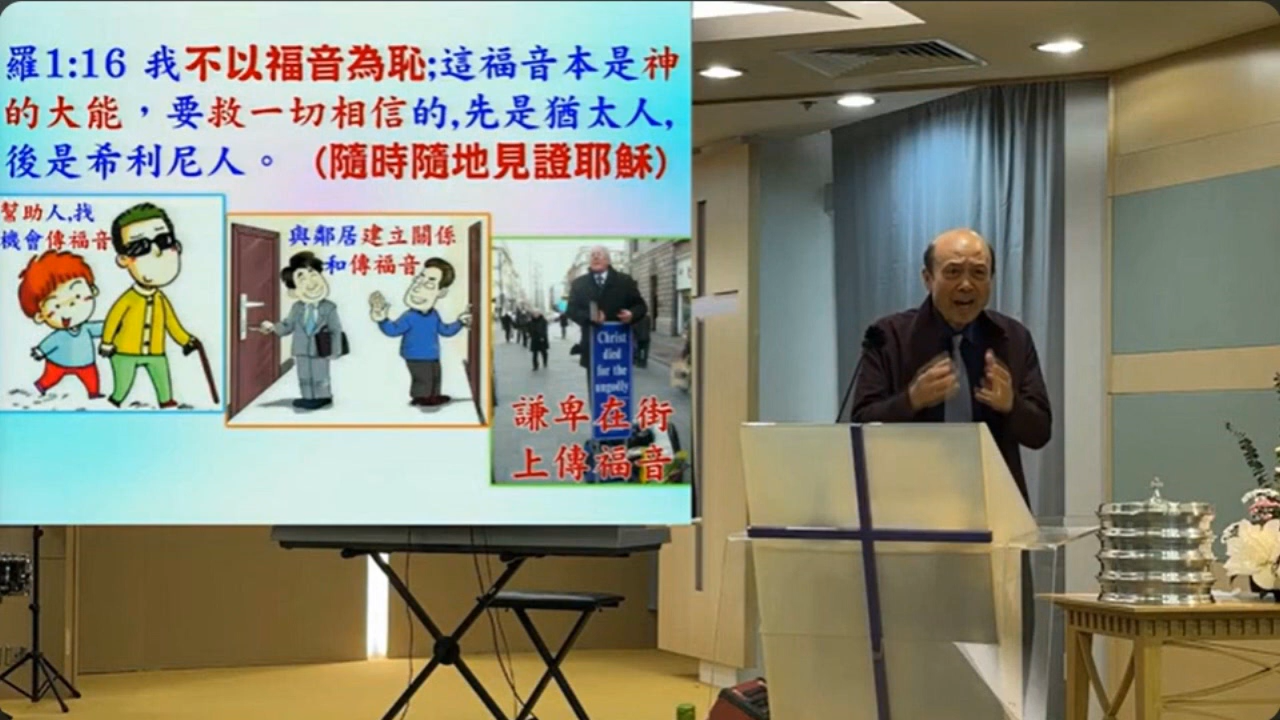 羅1:16 我不以福音為恥;這福音本是神
的大能，要救一切相信的,先是猶太人,
後是希利尼人。 (隨時隨地見證耶穌)
幫助人,找
機會傳福音
與鄰居建立關係
和傳福音
Christ
died
for the
ungodly
謙卑在街
上傳福音